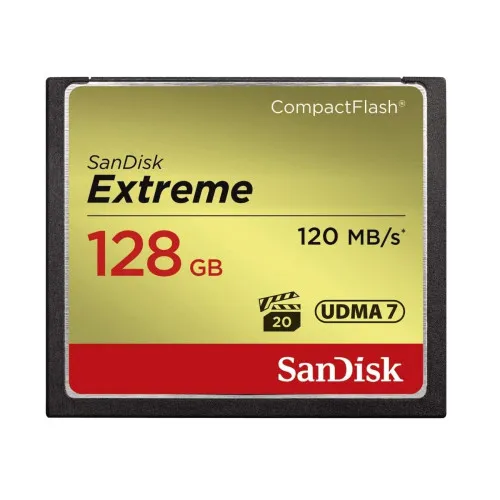 CompactFlash®
SanDisk
Extreme
128 GB
120 MB/s*
20
UDMA 7
SanDisk